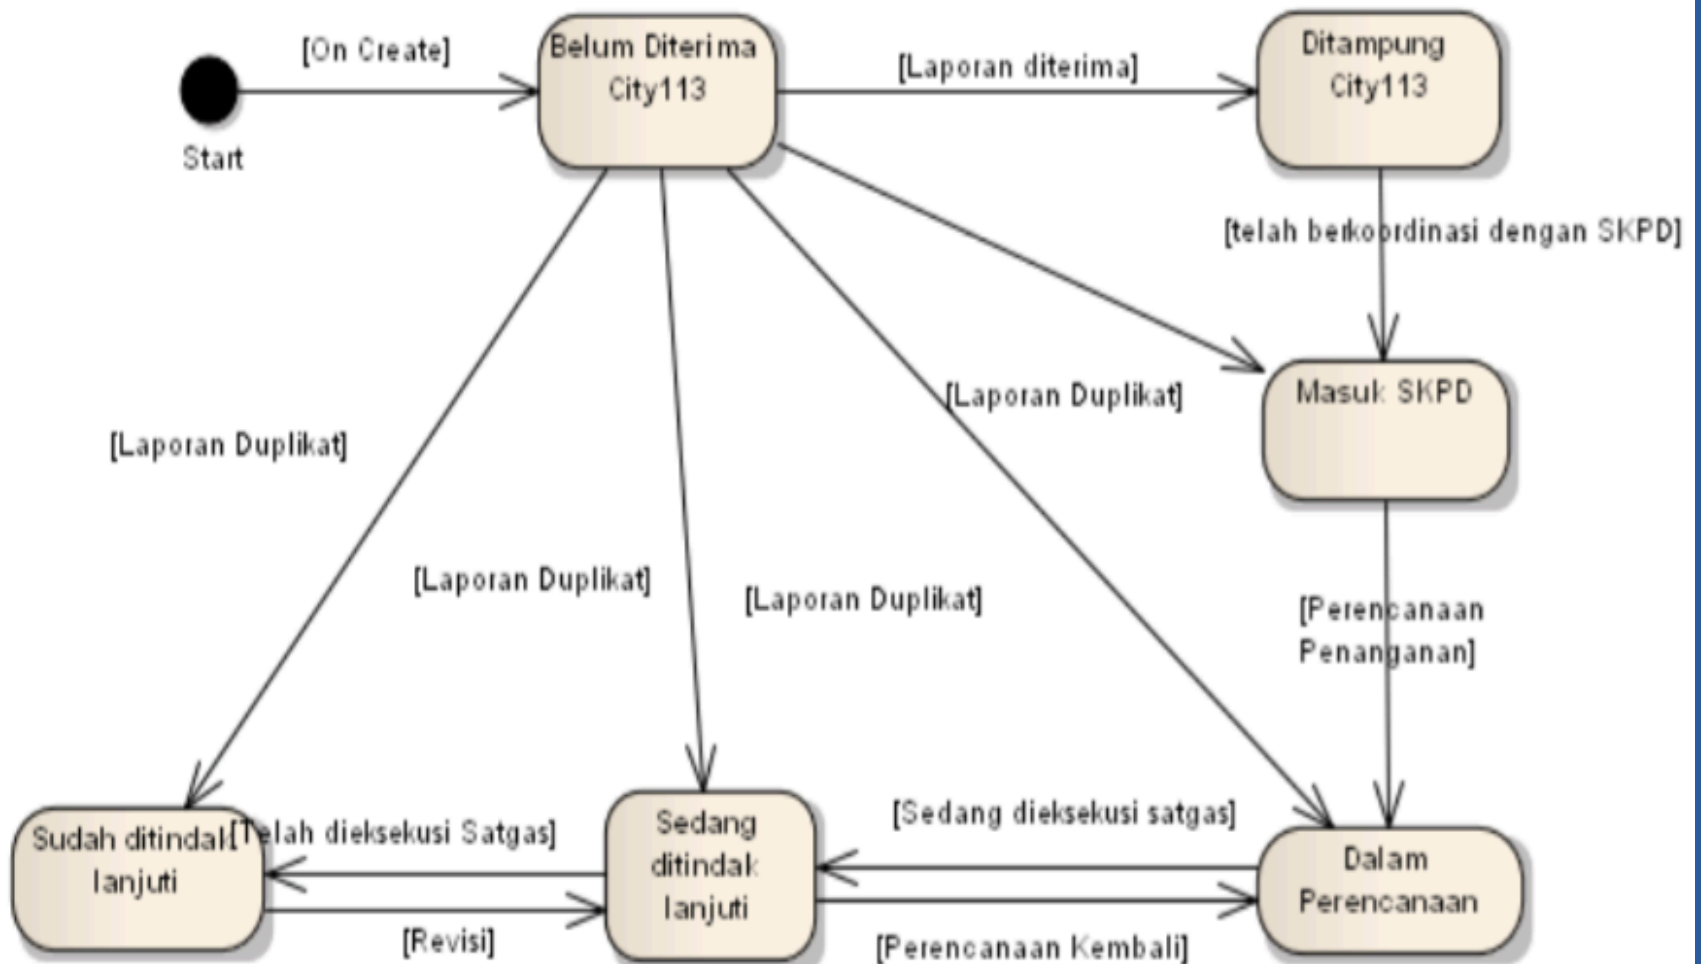 [On Create]
Belum Diterima
City113
[Laporan diterima]
Ditampung
City113
Start
[telah berkoordinasi dengan SKPD]
[Laporan Duplikat]
Masuk SKPD
[Laporan Duplikat]
[Laporan Duplikat]
[Laporan Duplikat]
[Perencanaan
Penanganan]
Sudah ditindak
lanjuti
[Telah dieksekusi Satgas]
Sedang
ditindak
lanjuti
[Sedang dieksekusi satgas]
Dalam
Perencanaan
[Revisi]
[Perencanaan Kembali]